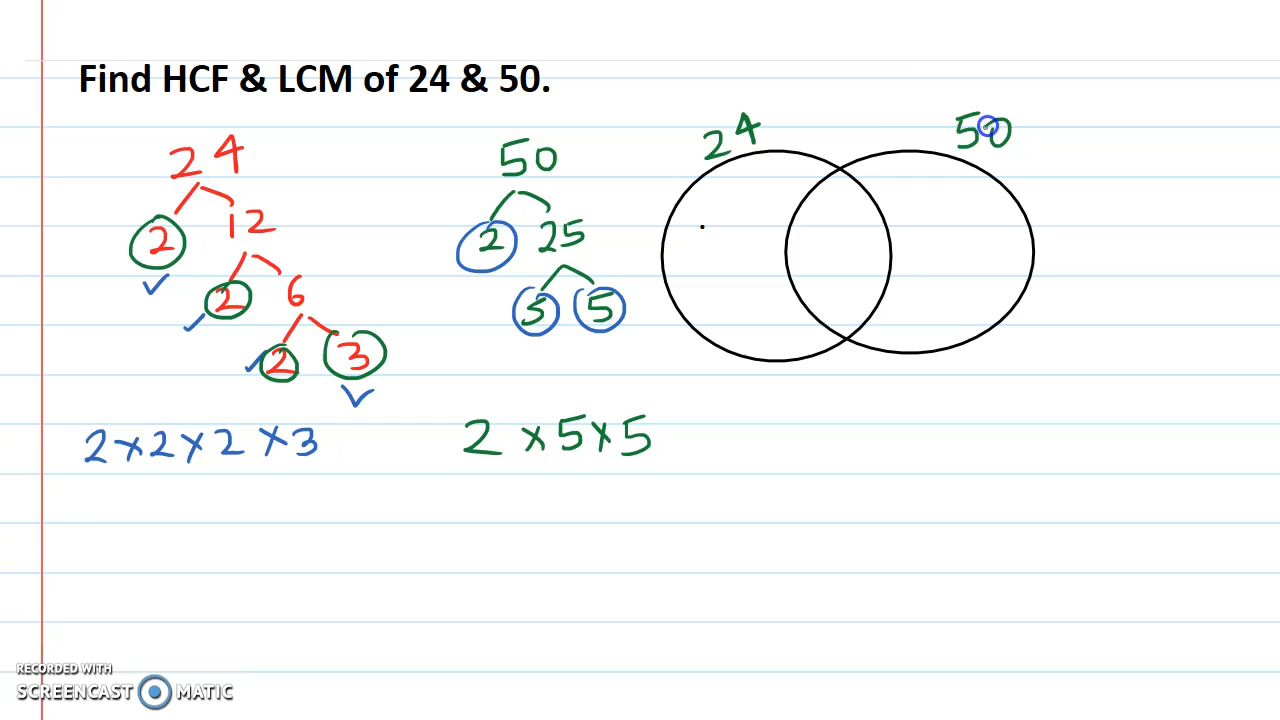 Find HCF & LCM of 24 & 50.
24
2 12
2 6
2 3
2 × 2 × 2 × 3
50
2 25
5 5
2 × 5 × 5
24 50
RECORDED WITH
SCREENCAST MATIC